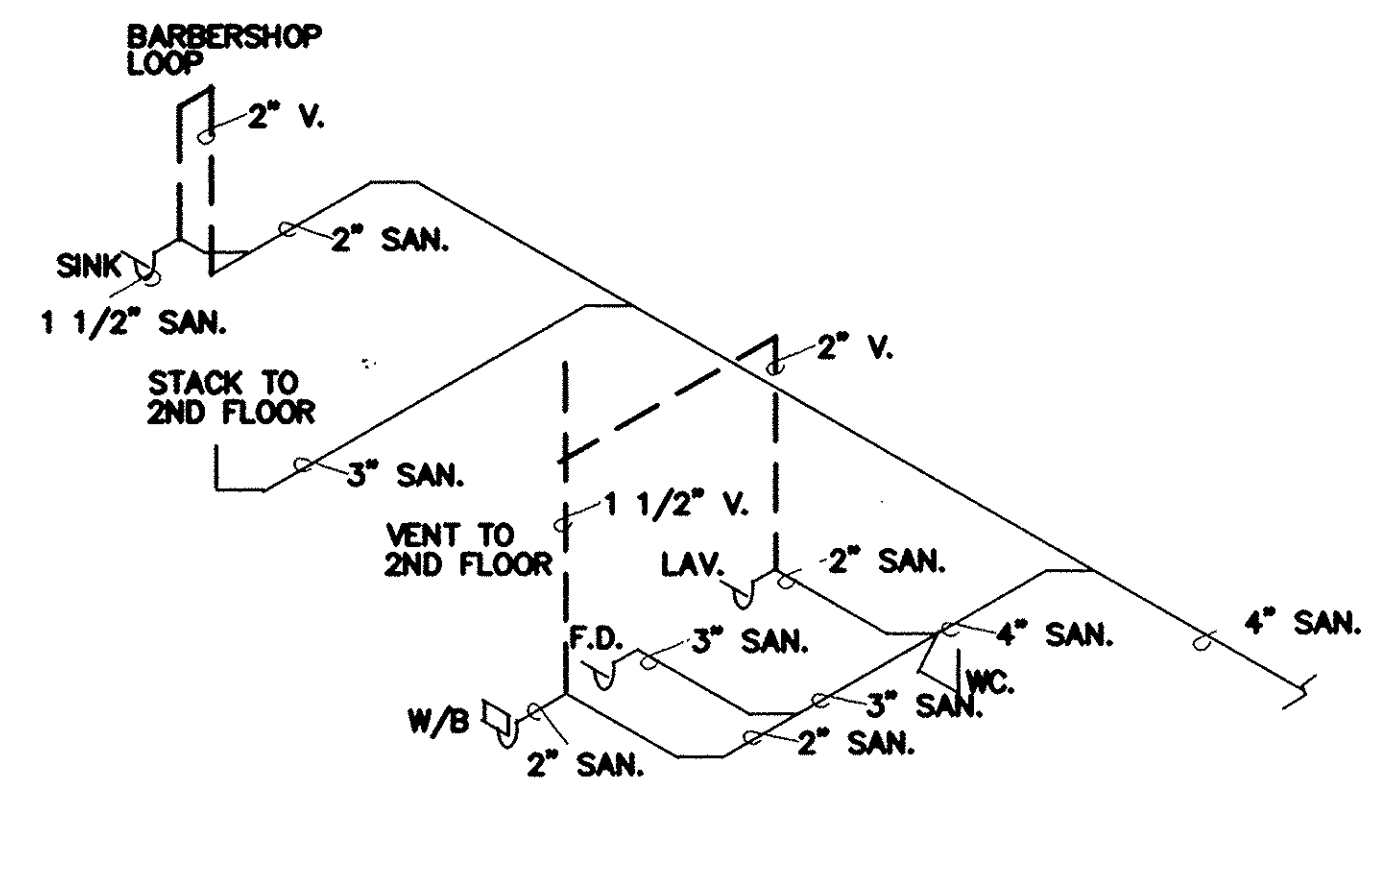 BARBERSHOP
LOOP
2" V.
2" SAN.
SINK
1 1/2" SAN.
2" V.
STACK TO
2ND FLOOR
3" SAN.
1 1/2" V.
VENT TO
2ND FLOOR
LAV.
2" SAN.
4" SAN.
4" SAN.
F.D.
3" SAN.
WC.
3" SAN.
W/B
2" SAN.
2" SAN.